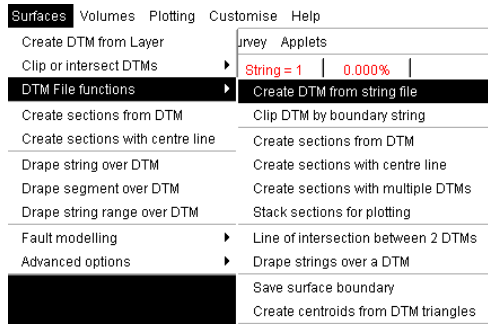 Surfaces Volumes Plotting Customise Help
Create DTM from Layer
Clip or intersect DTMs
DTM File functions
Create sections from DTM
Create sections with centre line
Drape string over DTM
Drape segment over DTM
Drape string range over DTM
Fault modelling
Advanced options
urvey Applets
String = 1 0.000%
Create DTM from string file
Clip DTM by boundary string
Create sections from DTM
Create sections with centre line
Create sections with multiple DTMs
Stack sections for plotting
Line of intersection between 2 DTMs
Drape strings over a DTM
Save surface boundary
Create centroids from DTM triangles